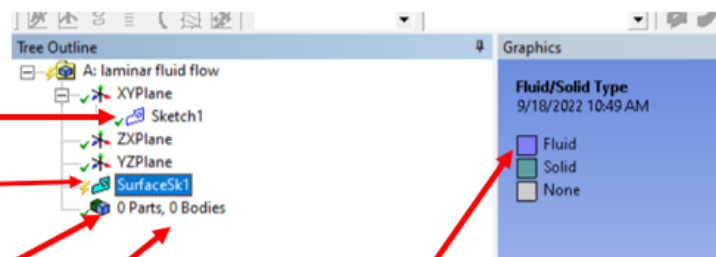 Tree Outline
Graphics
A: laminar fluid flow
XYPlane
Sketch1
ZXPlane
YZPlane
SurfaceSk1
0 Parts, 0 Bodies
Fluid/Solid Type
9/18/2022 10:49 AM
Fluid
Solid
None